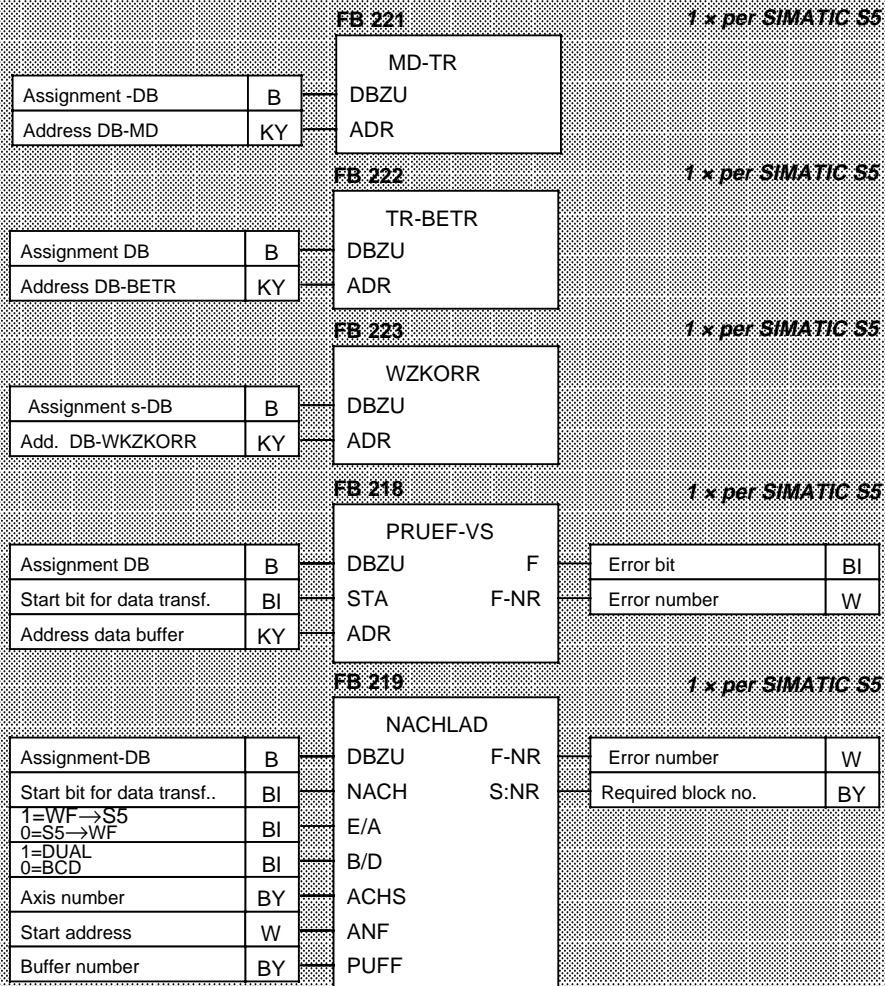 FB 221 1 × per SIMATIC S5
MD-TR
Assignment -DB B DBZU
Address DB-MD KY ADR
FB 222 1 × per SIMATIC S5
TR-BETR
Assignment DB B DBZU
Address DB-BETR KY ADR
FB 223 1 × per SIMATIC S5
WZKORR
Assignment s-DB B DBZU
Add. DB-WKZKORR KY ADR
FB 218 1 × per SIMATIC S5
PRUEF-VS
Assignment DB B DBZU F Error bit BI
Start bit for data transf. BI STA F-NR Error number W
Address data buffer KY ADR
FB 219 1 × per SIMATIC S5
NACHLAD
Assignment-DB B DBZU F-NR Error number W
Start bit for data transf.. BI NACH S:NR Required block no. BY
1=WF→S5
0=S5→WF BI E/A
1=DUAL
0=BCD BI B/D
Axis number BY ACHS
Start address W ANF
Buffer number BY PUFF